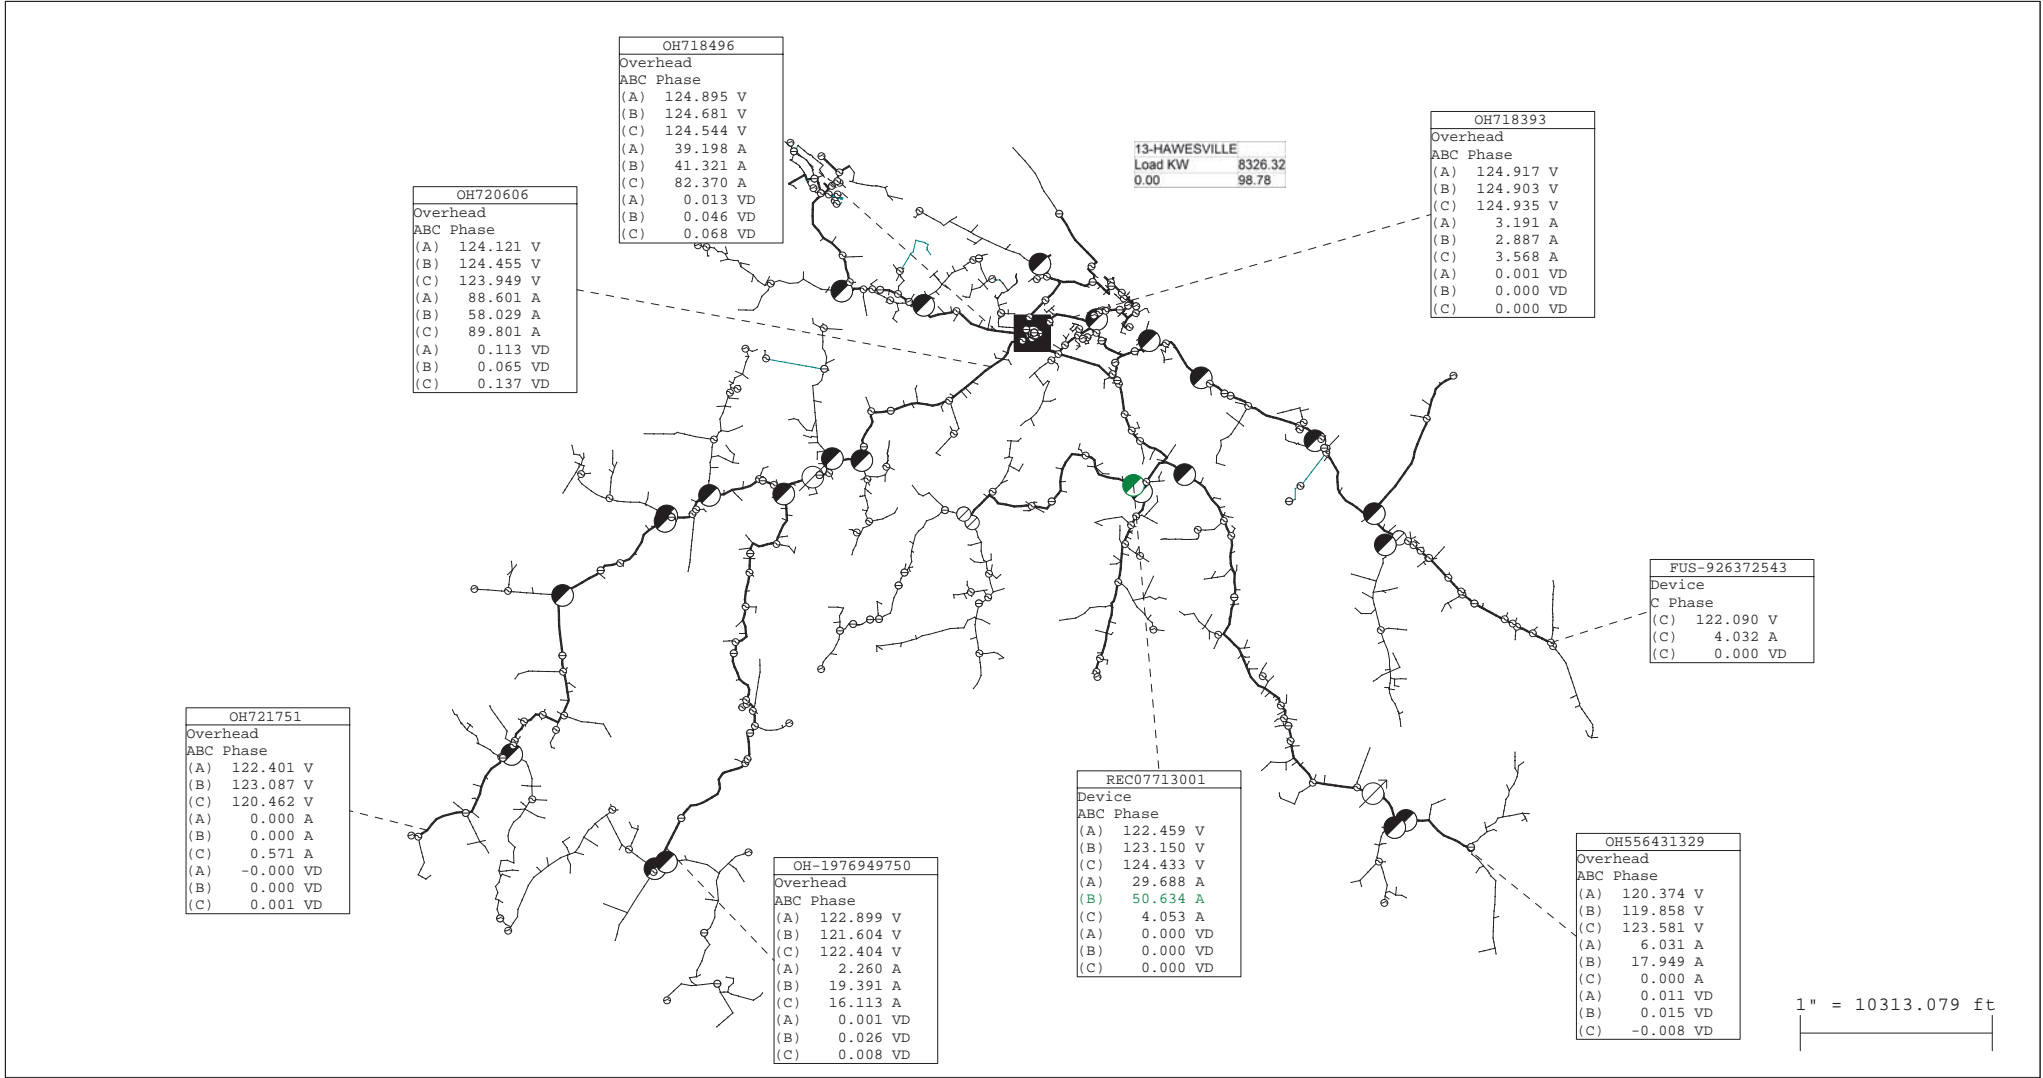 OH718496
Overhead
ABC Phase
(A) 124.895 V
(B) 124.681 V
(C) 124.544 V
(A) 39.198 A
(B) 41.321 A
(C) 82.370 A
(A) 0.013 VD
(B) 0.046 VD
(C) 0.068 VD
13-HAWESVILLE
Load KW 8326.32
0.00 98.78
OH718393
Overhead
ABC Phase
(A) 124.917 V
(B) 124.903 V
(C) 124.935 V
(A) 3.191 A
(B) 2.887 A
(C) 3.568 A
(A) 0.001 VD
(B) 0.000 VD
(C) 0.000 VD
OH720606
Overhead
ABC Phase
(A) 124.121 V
(B) 124.455 V
(C) 123.949 V
(A) 88.601 A
(B) 58.029 A
(C) 89.801 A
(A) 0.113 VD
(B) 0.065 VD
(C) 0.137 VD
FUS-926372543
Device
C Phase
(C) 122.090 V
(C) 4.032 A
(C) 0.000 VD
OH721751
Overhead
ABC Phase
(A) 122.401 V
(B) 123.087 V
(C) 120.462 V
(A) 0.000 A
(B) 0.000 A
(C) 0.571 A
(A) -0.000 VD
(B) 0.000 VD
(C) 0.001 VD
OH-1976949750
Overhead
ABC Phase
(A) 122.899 V
(B) 121.604 V
(C) 122.404 V
(A) 2.260 A
(B) 19.391 A
(C) 16.113 A
(A) 0.001 VD
(B) 0.026 VD
(C) 0.008 VD
REC07713001
Device
ABC Phase
(A) 122.459 V
(B) 123.150 V
(C) 124.433 V
(A) 29.688 A
(B) 50.634 A
(C) 4.053 A
(A) 0.000 VD
(B) 0.000 VD
(C) 0.000 VD
OH556431329
Overhead
ABC Phase
(A) 120.374 V
(B) 119.858 V
(C) 123.581 V
(A) 6.031 A
(B) 17.949 A
(C) 0.000 A
(A) 0.011 VD
(B) 0.015 VD
(C) -0.008 VD
1" = 10313.079 ft